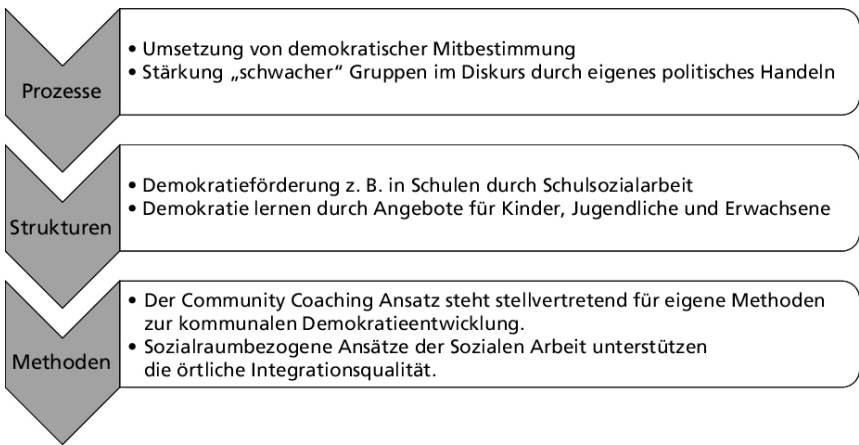 Prozesse
• Umsetzung von demokratischer Mitbestimmung
• Stärkung „schwacher“ Gruppen im Diskurs durch eigenes politisches Handeln
Strukturen
• Demokratieförderung z. B. in Schulen durch Schulsozialarbeit
• Demokratie lernen durch Angebote für Kinder, Jugendliche und Erwachsene
Methoden
• Der Community Coaching Ansatz steht stellvertretend für eigene Methoden
zur kommunalen Demokratieentwicklung.
• Sozialraumbezogene Ansätze der Sozialen Arbeit unterstützen
die örtliche Integrationsqualität.